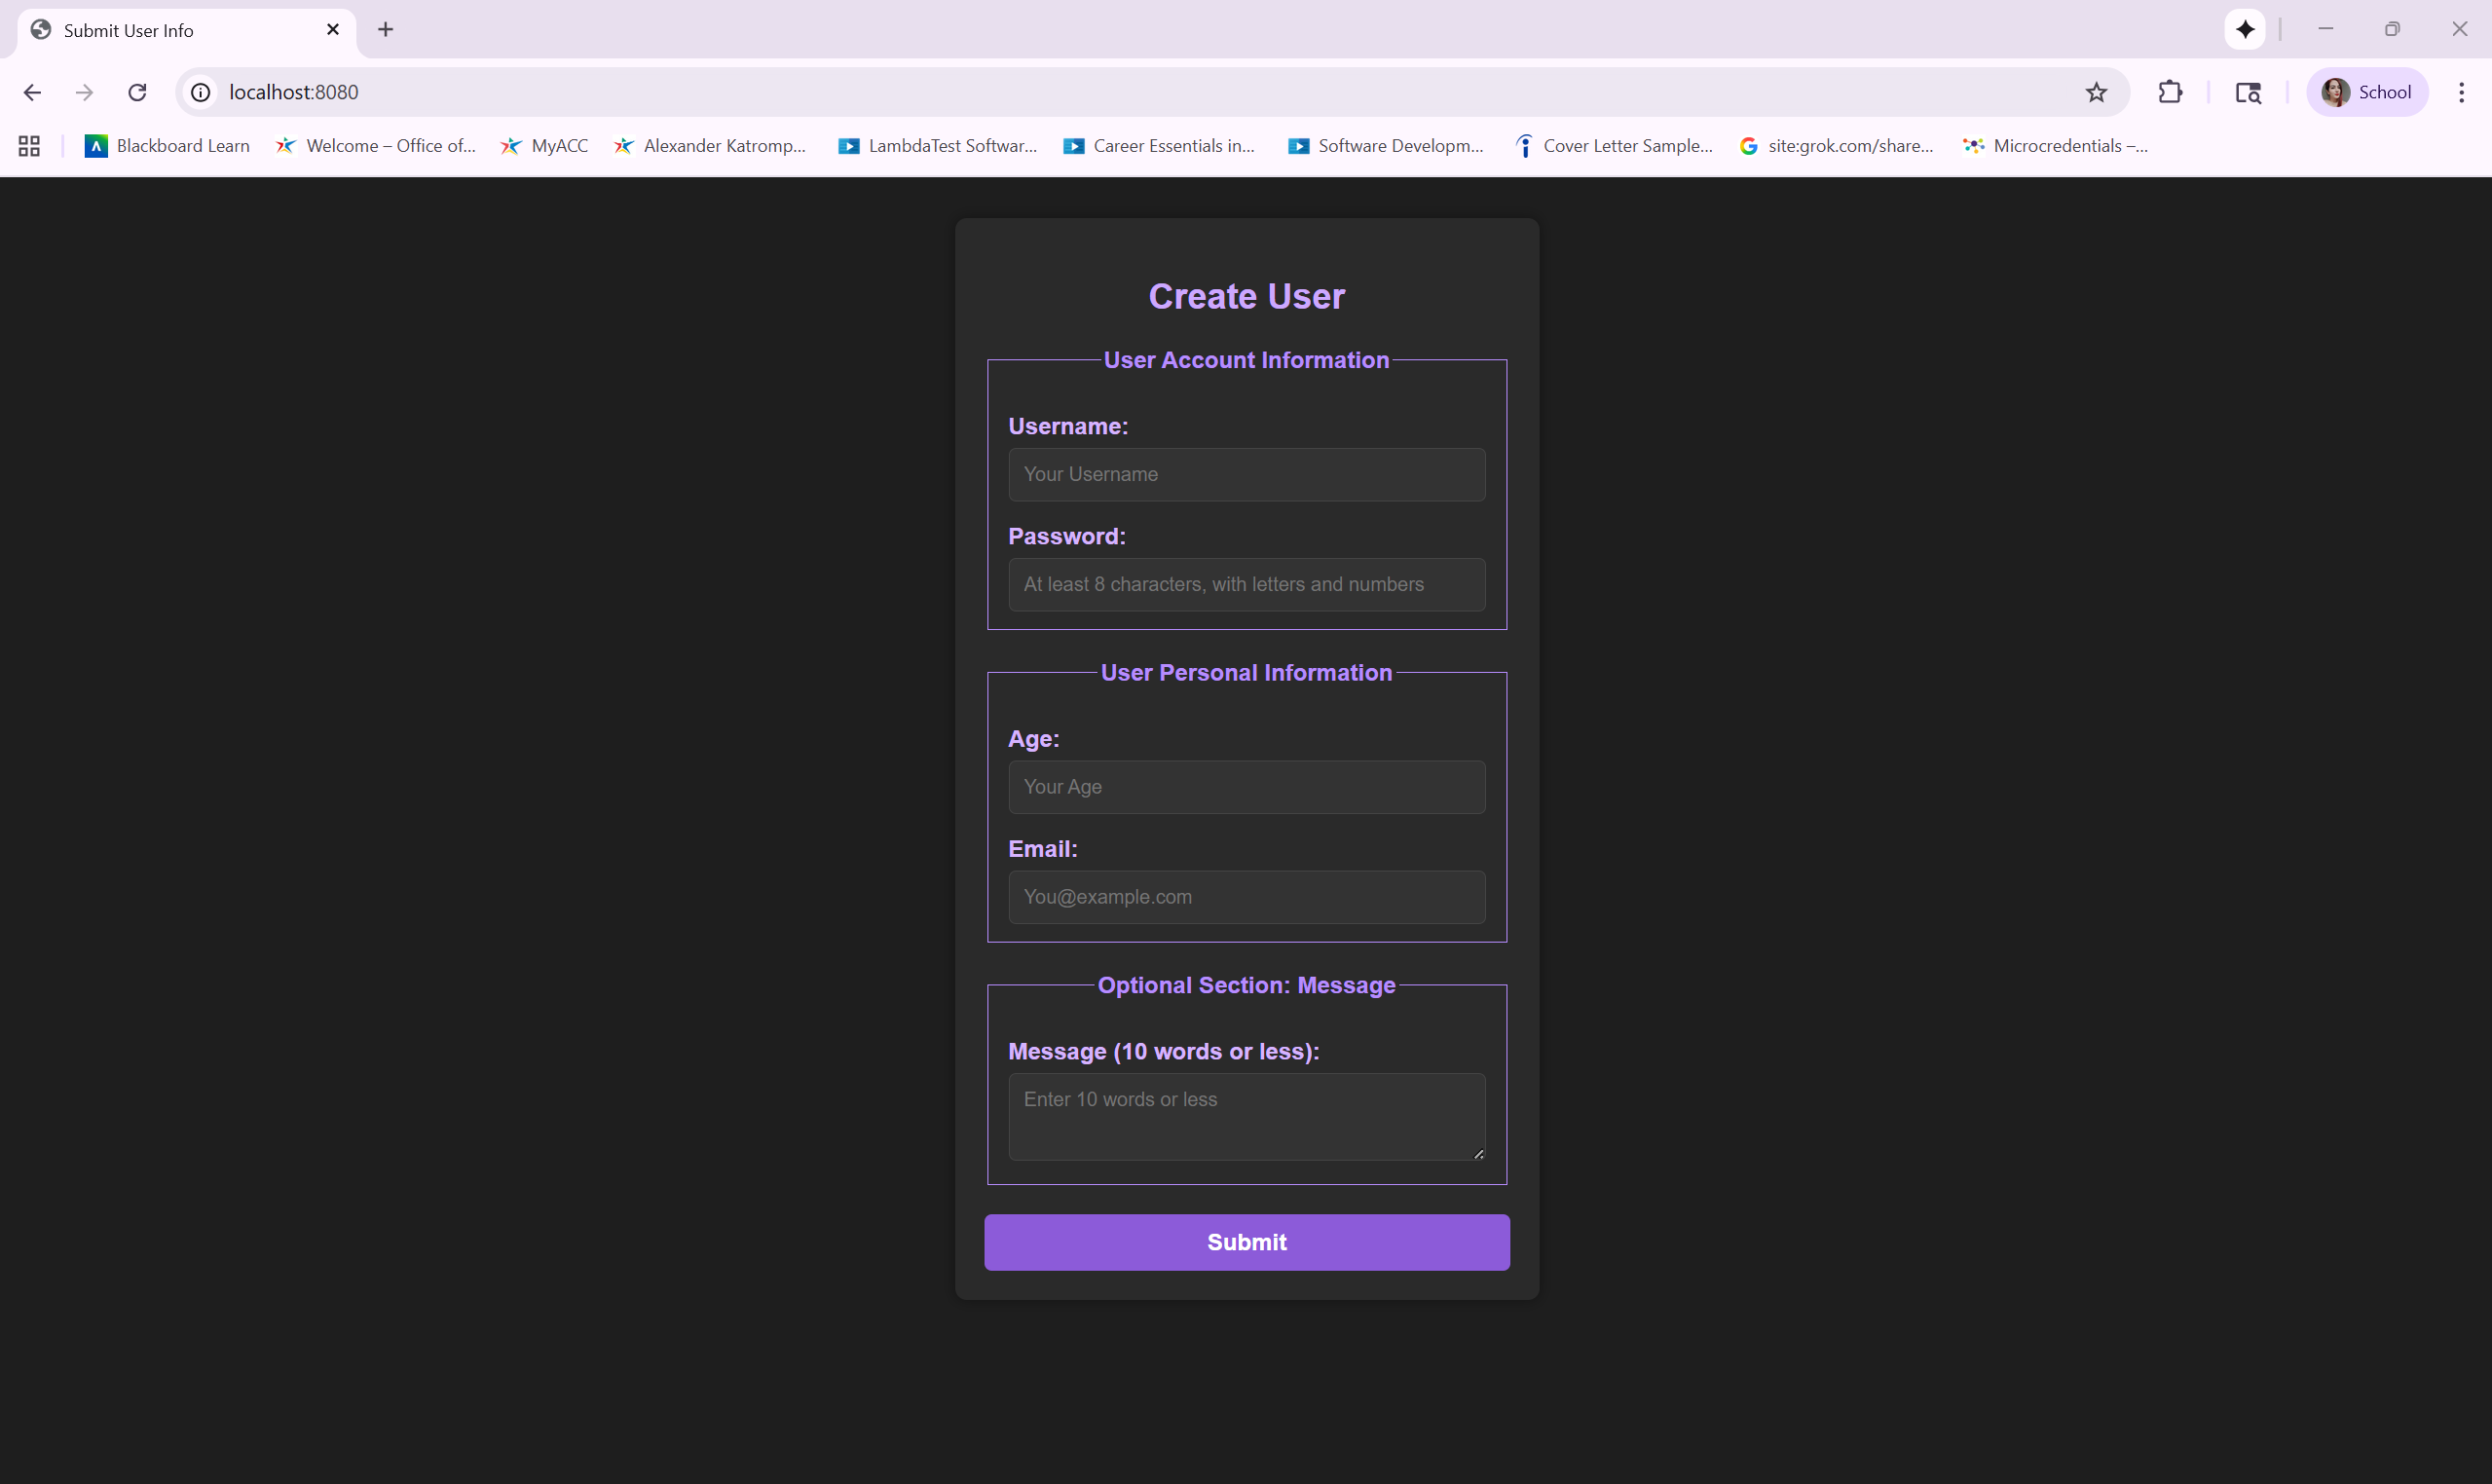 Submit User Info
localhost:8080
School
Blackboard Learn
Welcome – Office of...
MyACC
Alexander Katromp...
LambdaTest Softwar...
Career Essentials in...
Software Developm...
Cover Letter Sample...
site:grok.com/share...
Microcredentials –...
Create User
User Account Information
Username:
Your Username
Password:
At least 8 characters, with letters and numbers
User Personal Information
Age:
Your Age
Email:
You@example.com
Optional Section: Message
Message (10 words or less):
Enter 10 words or less
Submit